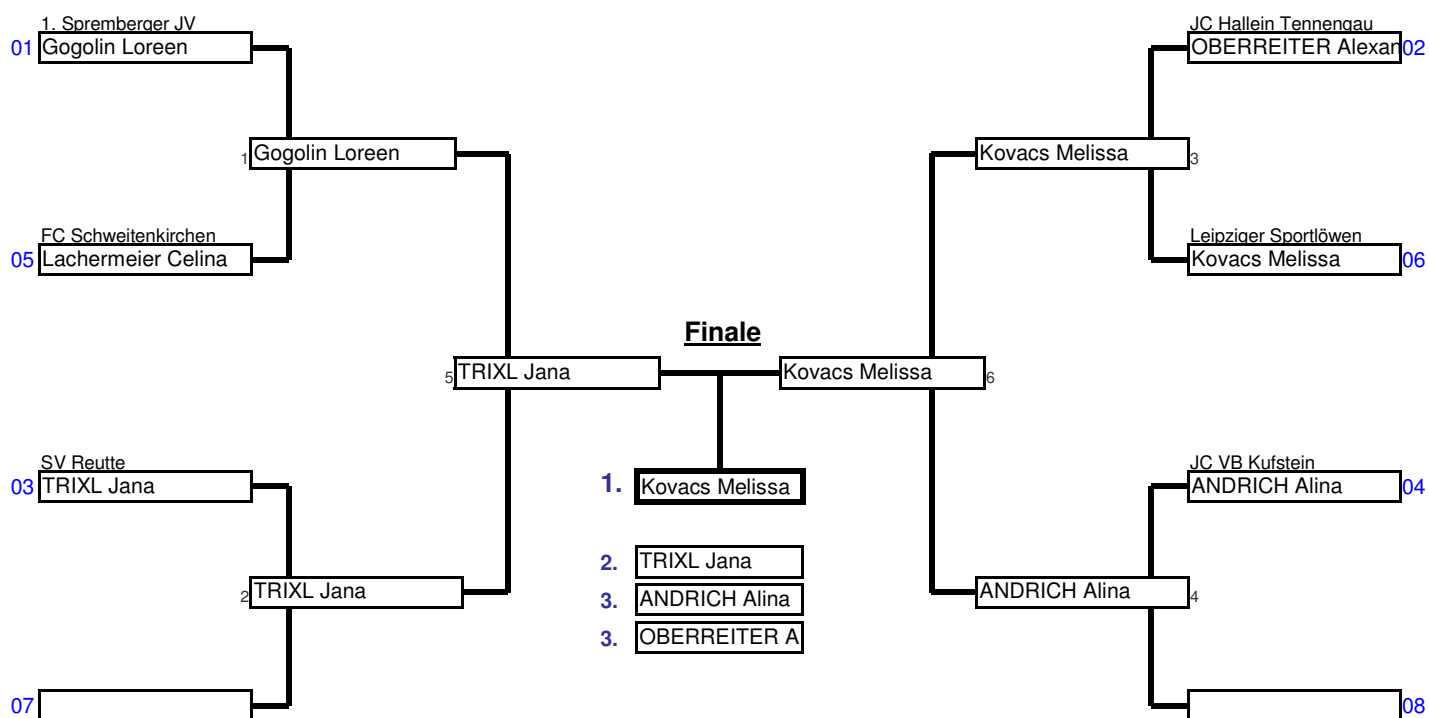 1. Spremberger JV
01 Gogolin Loreen
JC Hallein Tennengau
OBERREITER Alexan 02
1 Gogolin Loreen
Kovacs Melissa 3
FC Schweitenkirchen
05 Lachermeier Celina
Leipziger Sportlöwen
Kovacs Melissa 06
Finale
5 TRIXL Jana
Kovacs Melissa 6
SV Reutte
03 TRIXL Jana
1. Kovacs Melissa
JC VB Kufstein
ANDRICH Alina 04
2. TRIXL Jana
2 TRIXL Jana
3. ANDRICH Alina
ANDRICH Alina 4
3. OBERREITER A
07
08